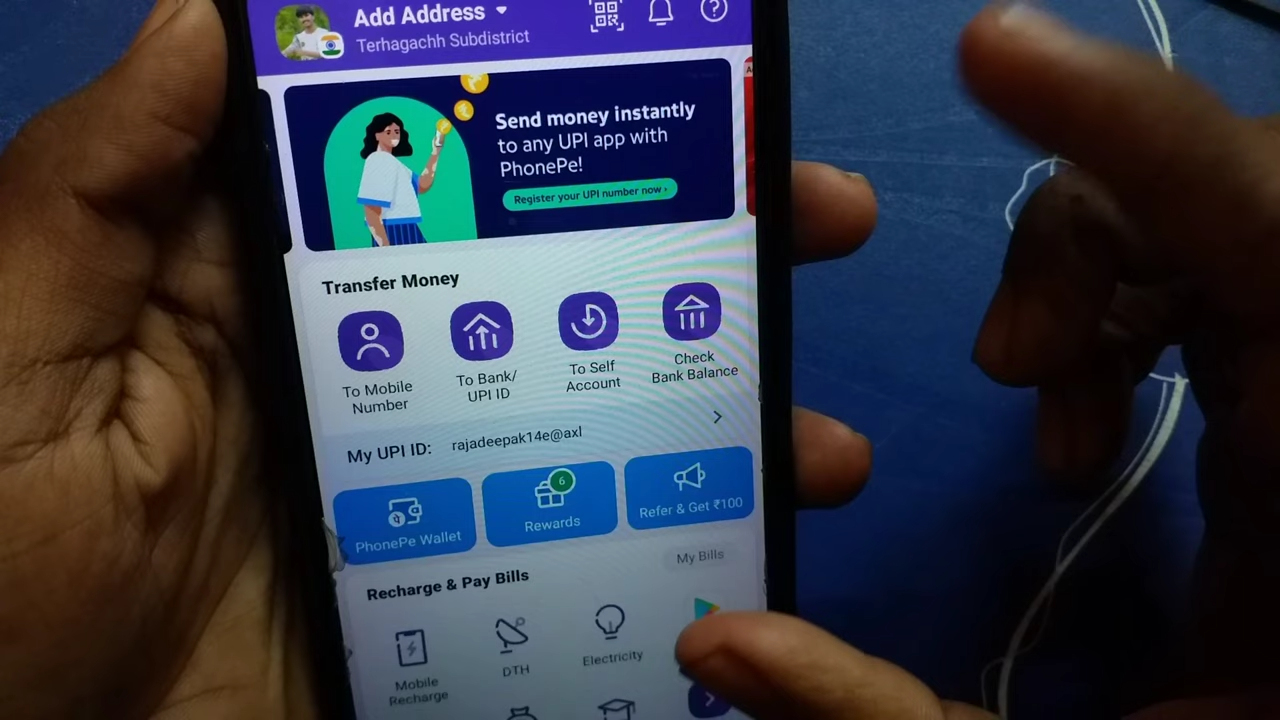 Add Address
Terhagachh Subdistrict
Send money instantly
to any UPI app with
PhonePe!
Register your UPI number now ›
Transfer Money
To Mobile
Number
To Bank/
UPI ID
To Self
Account
Check
Bank Balance
My UPI ID: rajadeepak14e@axl
PhonePe Wallet
6
Rewards
Refer & Get ₹100
Recharge & Pay Bills
My Bills
Mobile
Recharge
DTH
Electricity